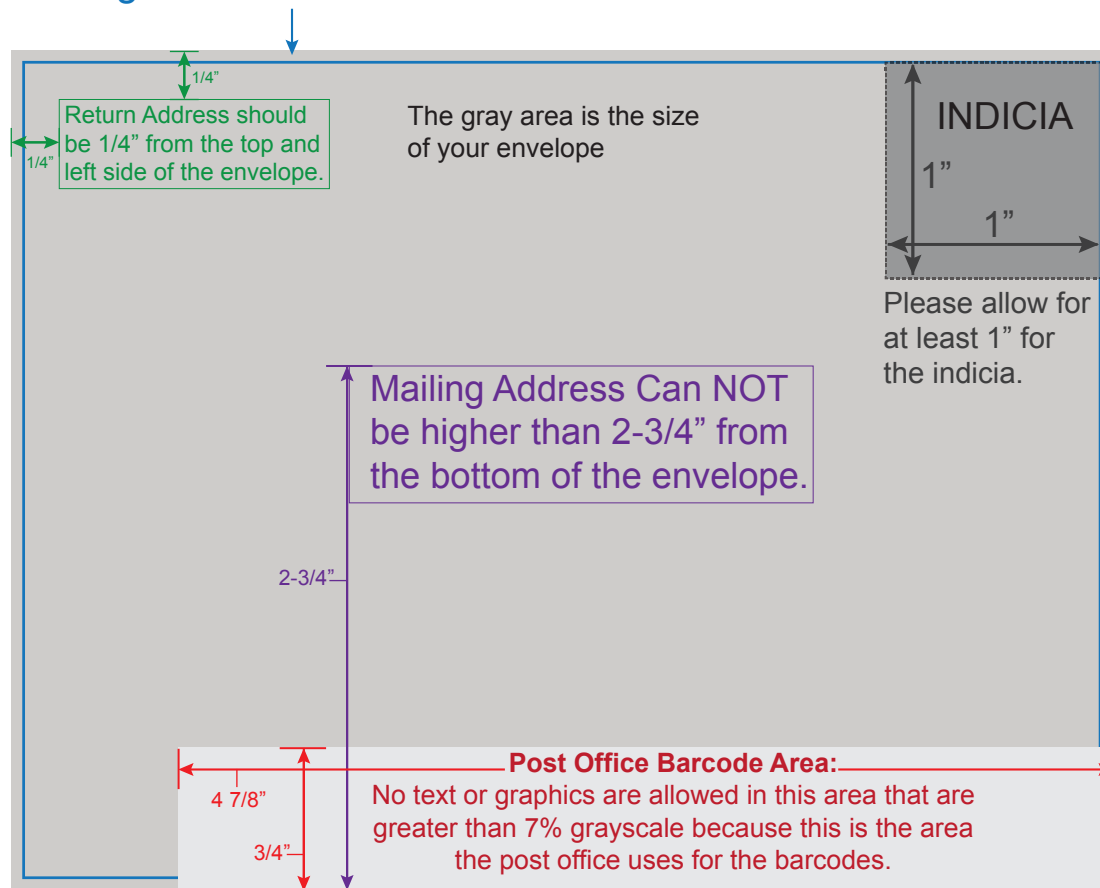 1/4”
Return Address should
be 1/4” from the top and
left side of the envelope.
1/4”
The gray area is the size
of your envelope
INDICIA
1”
1”
Please allow for
at least 1” for
the indicia.
Mailing Address Can NOT
be higher than 2-3/4” from
the bottom of the envelope.
2-3/4”
Post Office Barcode Area:
4 7/8”
No text or graphics are allowed in this area that are
greater than 7% grayscale because this is the area
the post office uses for the barcodes.
3/4”